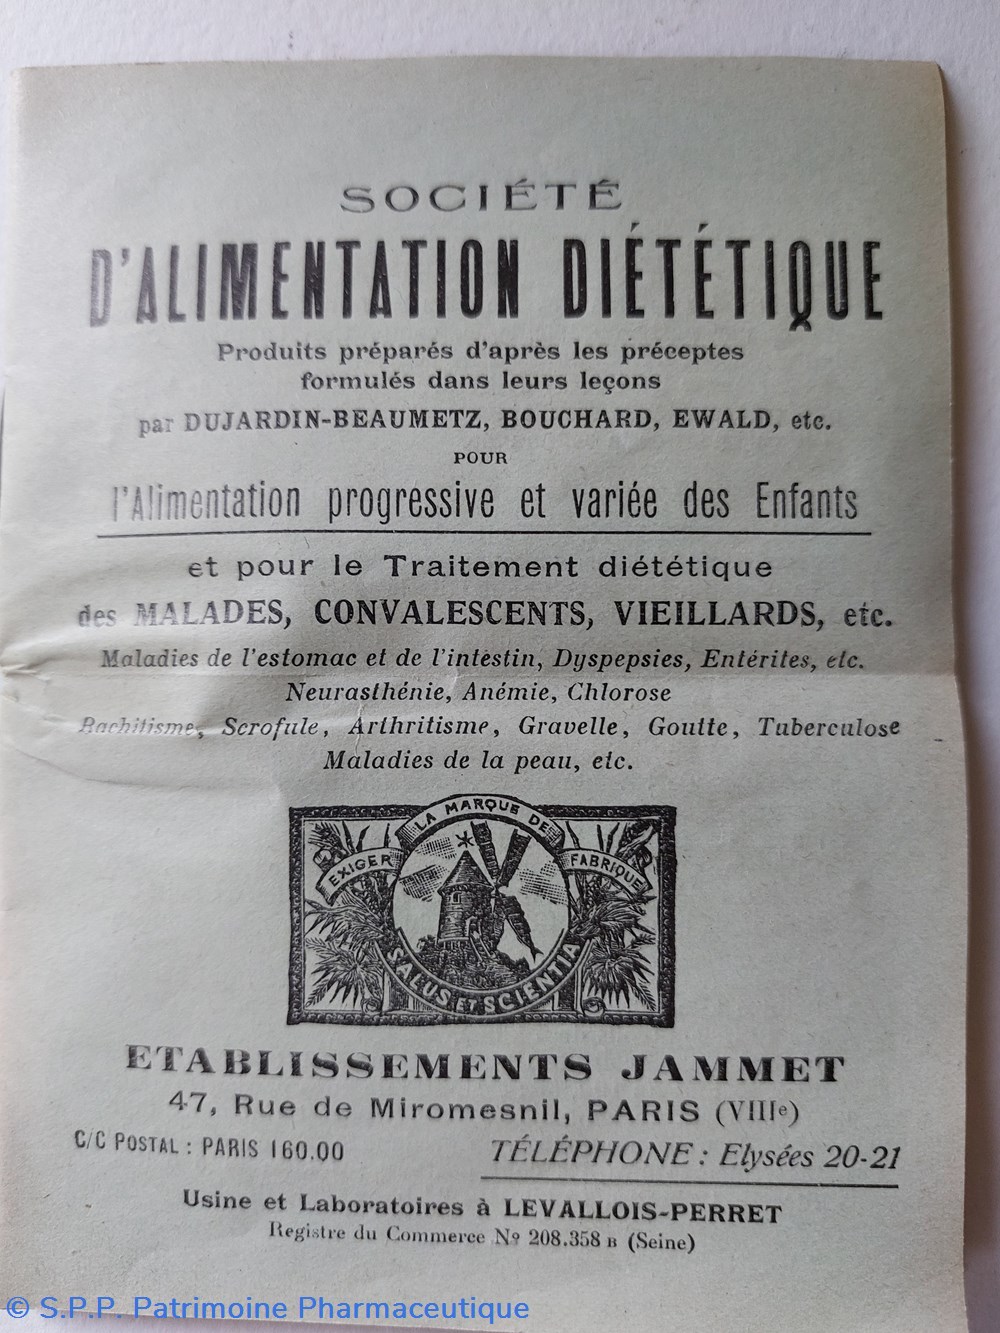 SOCIÉTÉ
D'ALIMENTATION DIÉTÉTIQUE
Produits préparés d'après les préceptes
formulés dans leurs leçons
par DUJARDIN-BEAUMETZ, BOUCHARD, EWALD, etc.
POUR
l'Alimentation progressive et variée des Enfants
et pour le Traitement diététique
des MALADES, CONVALESCENTS, VIEILLARDS, etc.
Maladies de l'estomac et de l'intestin, Dyspepsies, Entérites, etc.
Neurasthénie, Anémie, Chlorose
Rachitisme, Scrofule, Arthritisme, Gravelle, Goutte, Tuberculose
Maladies de la peau, etc.
EXIGER LA MARQUE DE FABRIQUE
SALUS ET SCIENTIA
ETABLISSEMENTS JAMMET
47, Rue de Miromesnil, PARIS (VIIIe)
C/C POSTAL : PARIS 160.00 TÉLÉPHONE : Elysées 20-21
Usine et Laboratoires à LEVALLOIS-PERRET
Registre du Commerce Nº 208.358 B (Seine)
© S.P.P. Patrimoine Pharmaceutique